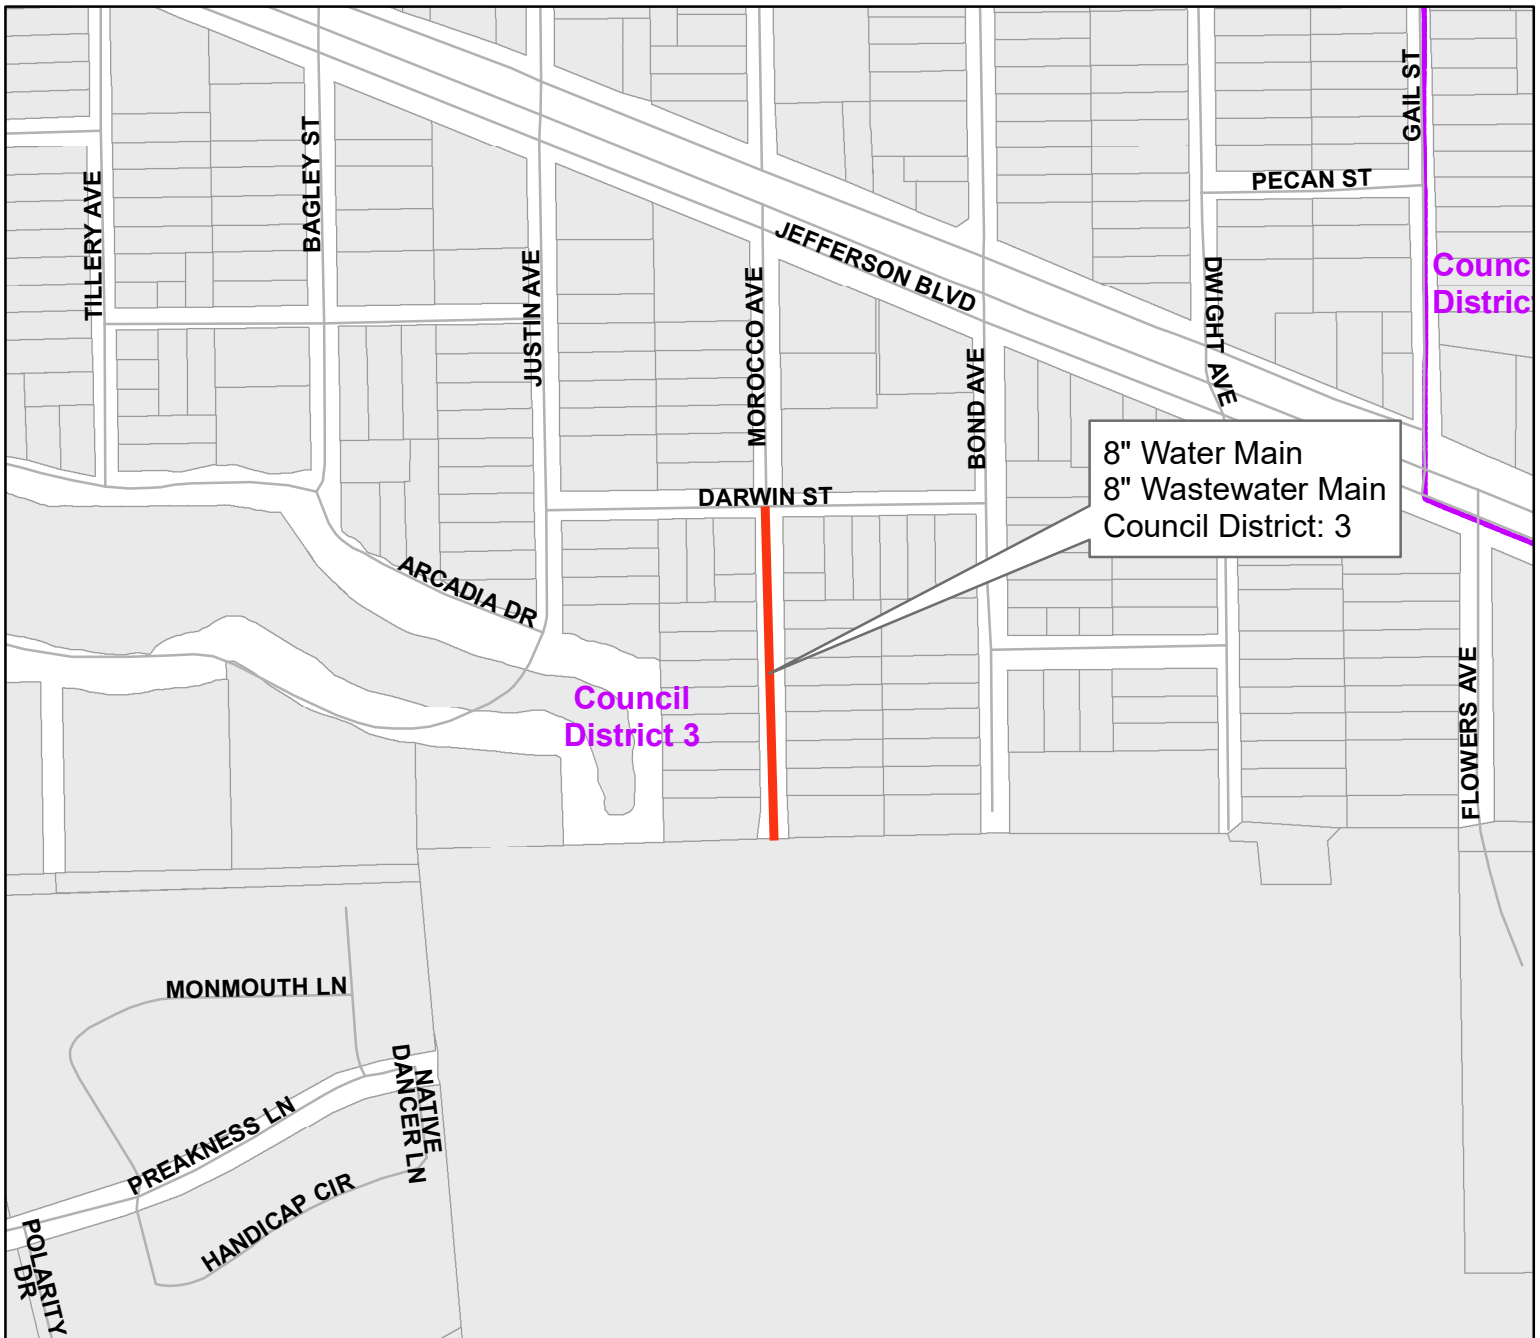 GAIL ST
BAGLEY ST
TILLERY AVE
PECAN ST
JEFFERSON BLVD
JUSTIN AVE
MOROCCO AVE
DWIGHT AVE
Counc
Distric
BOND AVE
8" Water Main
8" Wastewater Main
Council District: 3
DARWIN ST
ARCADIA DR
Council
District 3
FLOWERS AVE
MONMOUTH LN
NATIVE
DANCER LN
PREAKNESS LN
HANDICAP CIR
POLARITY
DR